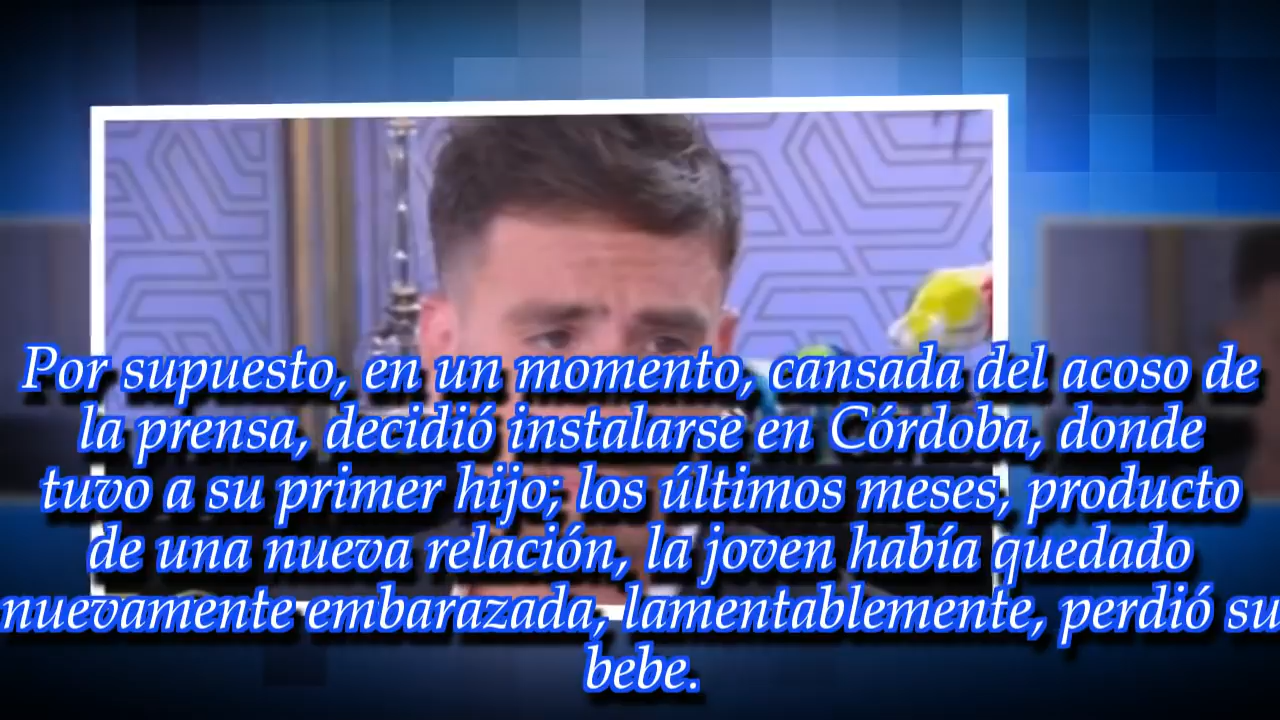 Por supuesto, en un momento, cansada del acoso de
la prensa, decidió instalarse en Córdoba, donde
tuvo a su primer hijo; los últimos meses, producto
de una nueva relación, la joven había quedado
nuevamente embarazada, lamentablemente, perdió su
bebe.